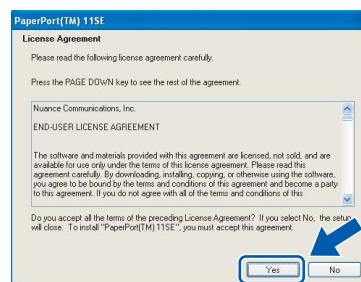 PaperPort(TM) 11SE
License Agreement
Please read the following license agreement carefully.
Press the PAGE DOWN key to see the rest of the agreement.
Nuance Communications, Inc.
END-USER LICENSE AGREEMENT
The software and materials provided with this agreement are licensed, not sold, and are
available for use only under the terms of this license agreement. Please read this
agreement carefully. By downloading, installing, copying, or otherwise using the software,
you agree to be bound by the terms and conditions of this agreement and become a party
to this agreement. If you do not agree with all of the terms and conditions of this
Do you accept all the terms of the preceding License Agreement? If you select No, the setup
will close. To install "PaperPort(TM) 11SE", you must accept this agreement.
Yes
No